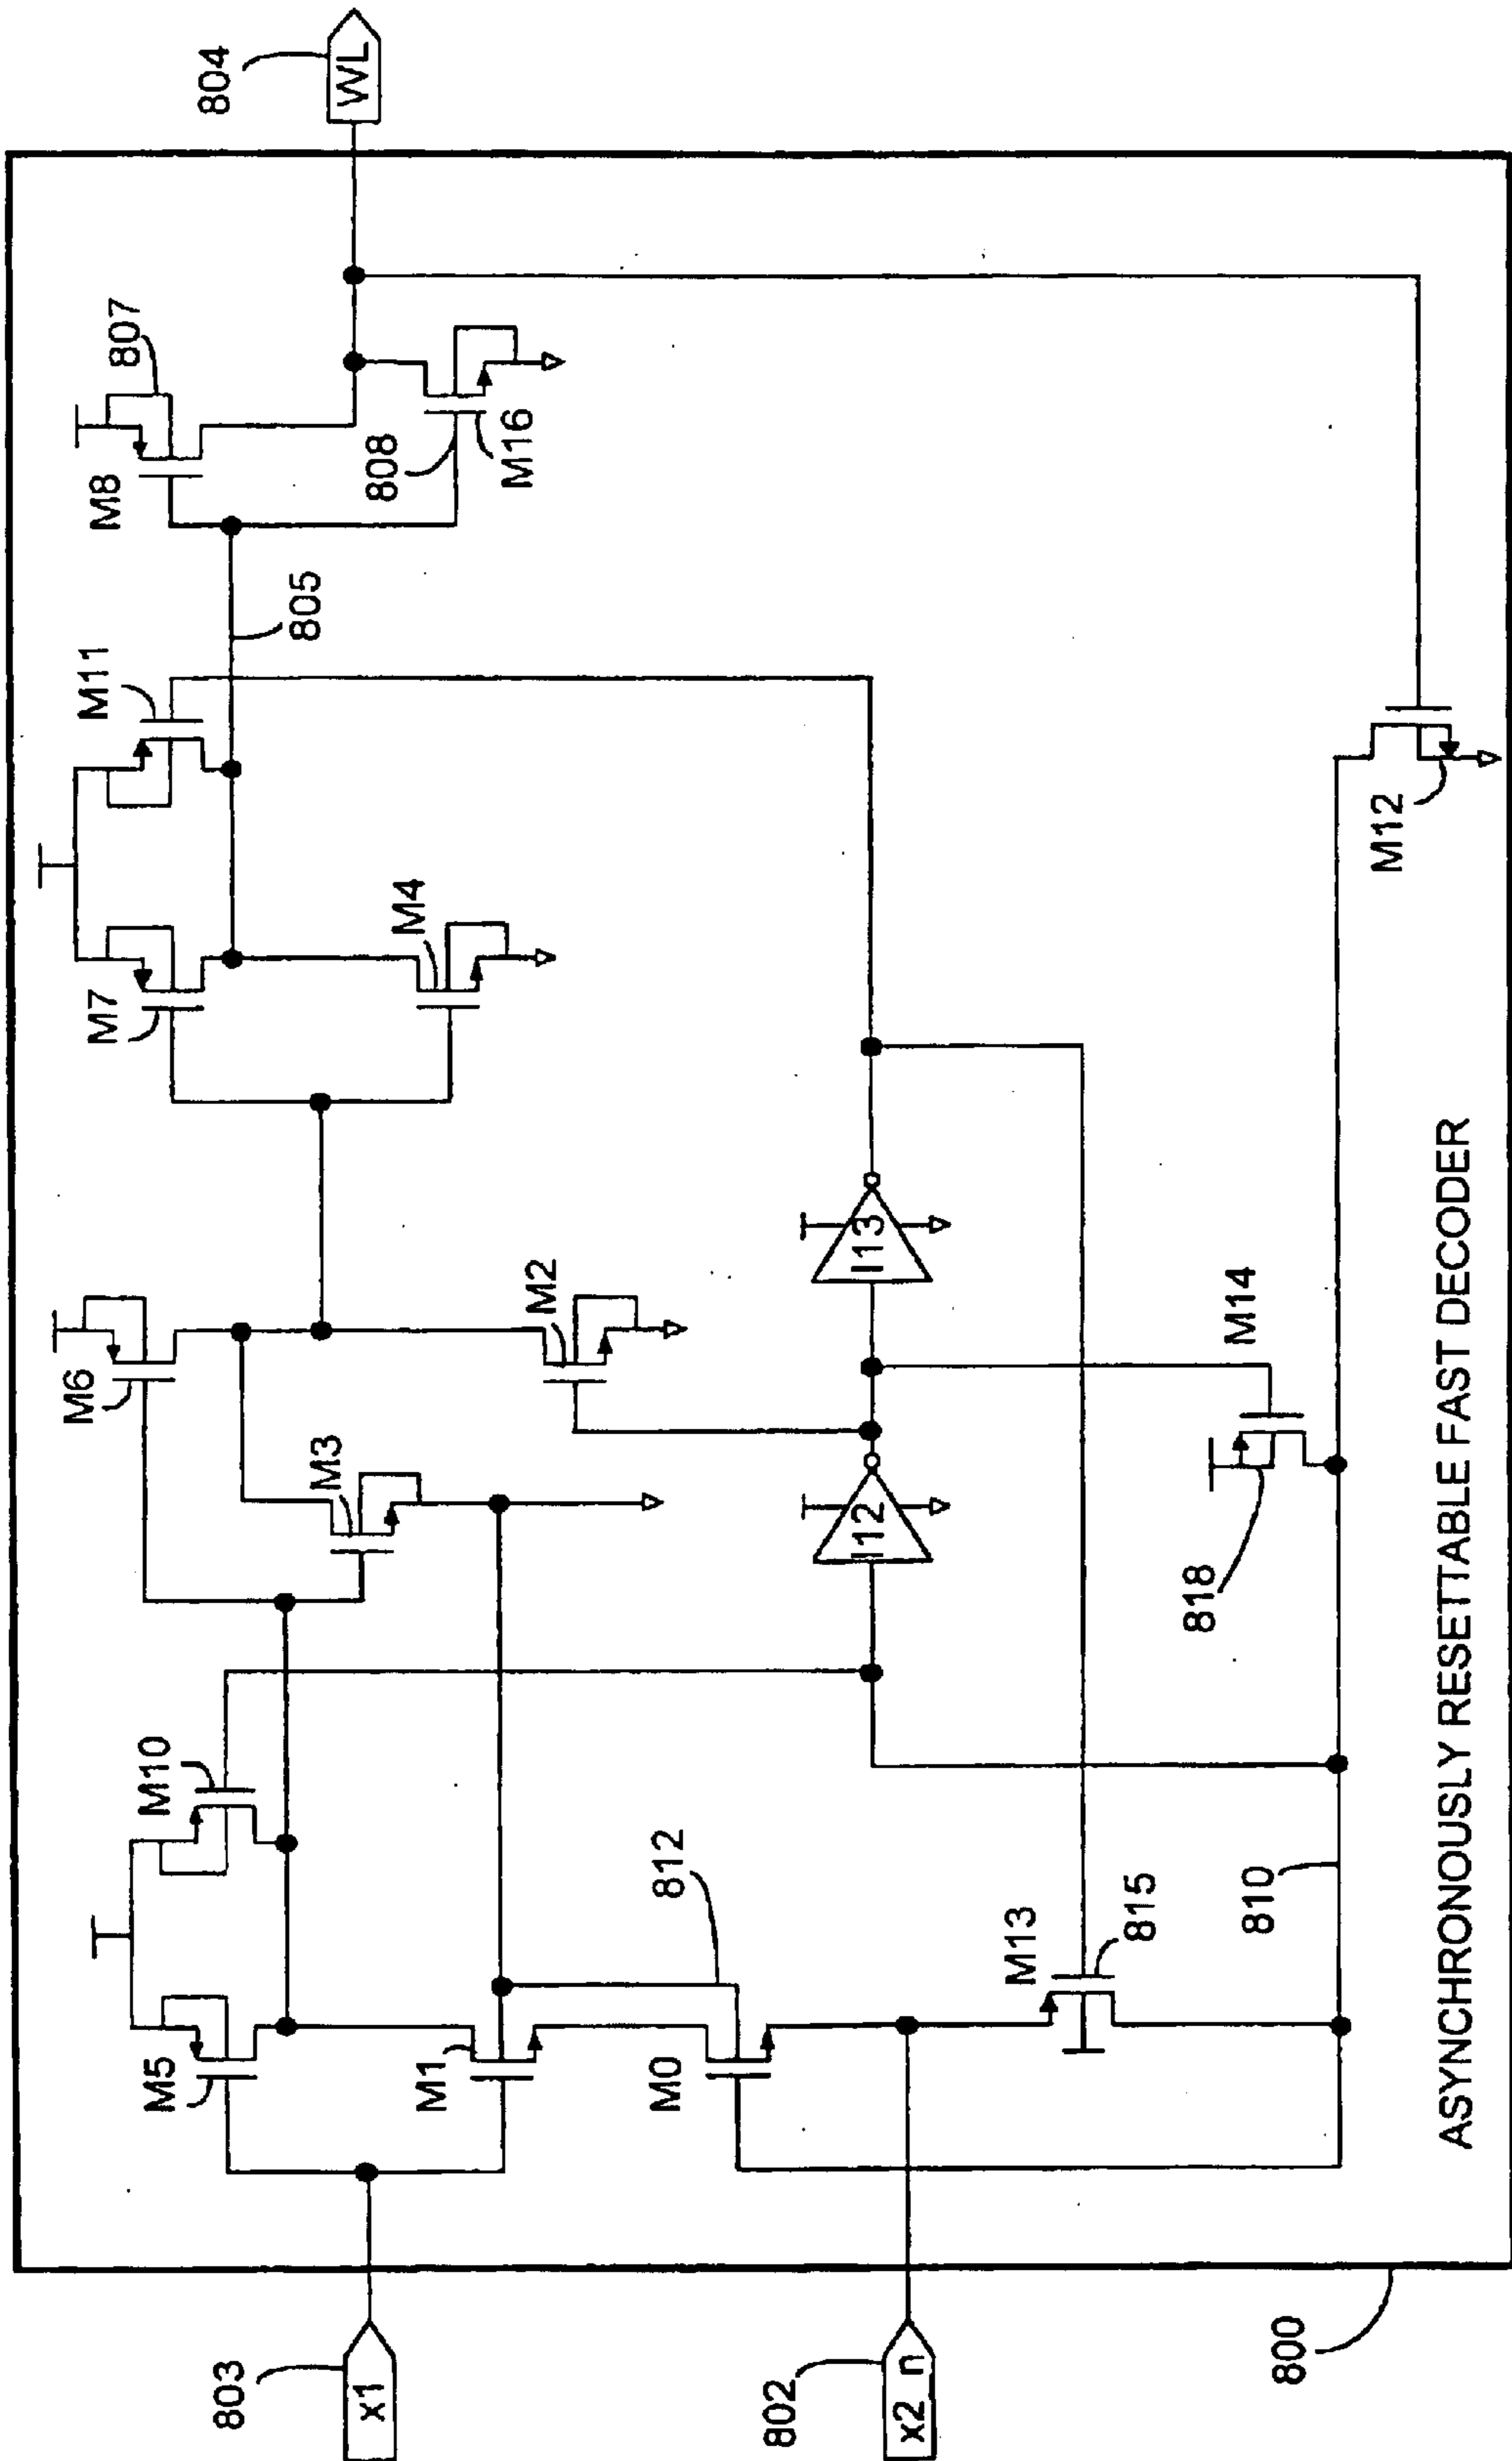 804
WL
807
M8
808
M16
805
M11
M7
M4
M12
M6
M2
M3
I13
M14
I12
818
M10
812
M5
M1
M0
M13
815
810
ASYNCHRONOUSLY RESETTABLE FAST DECODER
803
x1
802
x2 n
800